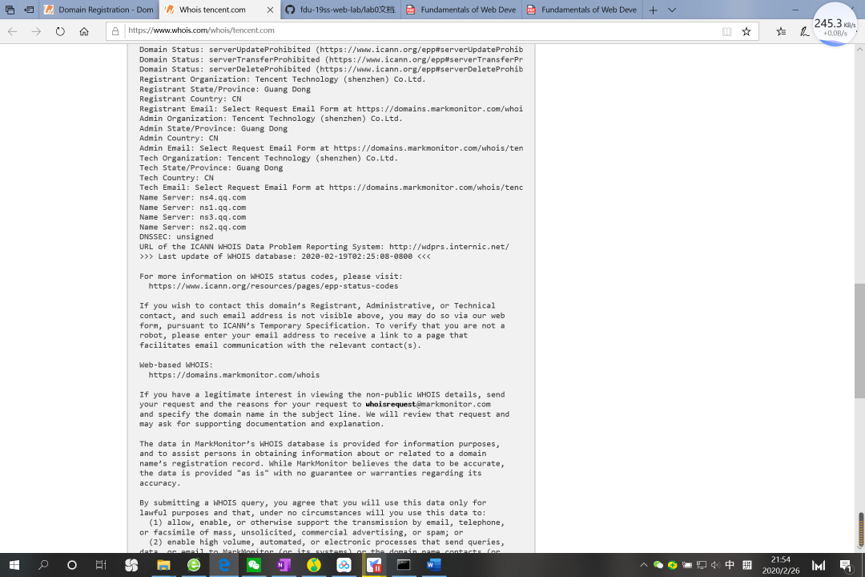 Domain Registration - Dom
Whois tencent.com
fdu-19ss-web-lab/lab0文档.
Fundamentals of Web Deve
Fundamentals of Web Deve
https://www.whois.com/whois/tencent.com
245.3 KB/s
+0.0B/s
Domain Status: serverUpdateProhibited (https://www.icann.org/epp#serverUpdateProhib
Domain Status: serverTransferProhibited (https://www.icann.org/epp#serverTransferPr
Domain Status: serverDeleteProhibited (https://www.icann.org/epp#serverDeleteProhib
Registrant Organization: Tencent Technology (shenzhen) Co.Ltd.
Registrant State/Province: Guang Dong
Registrant Country: CN
Registrant Email: Select Request Email Form at https://domains.markmonitor.com/whoi
Admin Organization: Tencent Technology (shenzhen) Co.Ltd.
Admin State/Province: Guang Dong
Admin Country: CN
Admin Email: Select Request Email Form at https://domains.markmonitor.com/whois/ten
Tech Organization: Tencent Technology (shenzhen) Co.Ltd.
Tech State/Province: Guang Dong
Tech Country: CN
Tech Email: Select Request Email Form at https://domains.markmonitor.com/whois/tenc
Name Server: ns4.qq.com
Name Server: ns1.qq.com
Name Server: ns3.qq.com
Name Server: ns2.qq.com
DNSSEC: unsigned
URL of the ICANN WHOIS Data Problem Reporting System: http://wdprs.internic.net/
>>> Last update of WHOIS database: 2020-02-19T02:25:08-0800 <<<
For more information on WHOIS status codes, please visit:
https://www.icann.org/resources/pages/epp-status-codes
If you wish to contact this domain's Registrant, Administrative, or Technical
contact, and such email address is not visible above, you may do so via our web
form, pursuant to ICANN's Temporary Specification. To verify that you are not a
robot, please enter your email address to receive a link to a page that
facilitates email communication with the relevant contact(s).
Web-based WHOIS:
https://domains.markmonitor.com/whois
If you have a legitimate interest in viewing the non-public WHOIS details, send
your request and the reasons for your request to whoisrequest@markmonitor.com
and specify the domain name in the subject line. We will review that request and
may ask for supporting documentation and explanation.
The data in MarkMonitor's WHOIS database is provided for information purposes,
and to assist persons in obtaining information about or related to a domain
name's registration record. While MarkMonitor believes the data to be accurate,
the data is provided "as is" with no guarantee or warranties regarding its
accuracy.
By submitting a WHOIS query, you agree that you will use this data only for
lawful purposes and that, under no circumstances will you use this data to:
(1) allow, enable, or otherwise support the transmission by email, telephone,
or facsimile of mass, unsolicited, commercial advertising, or spam; or
(2) enable high volume, automated, or electronic processes that send queries,
data, or email to MarkMonitor (or its systems) or the domain name contacts (or
中
21:54
2020/2/26